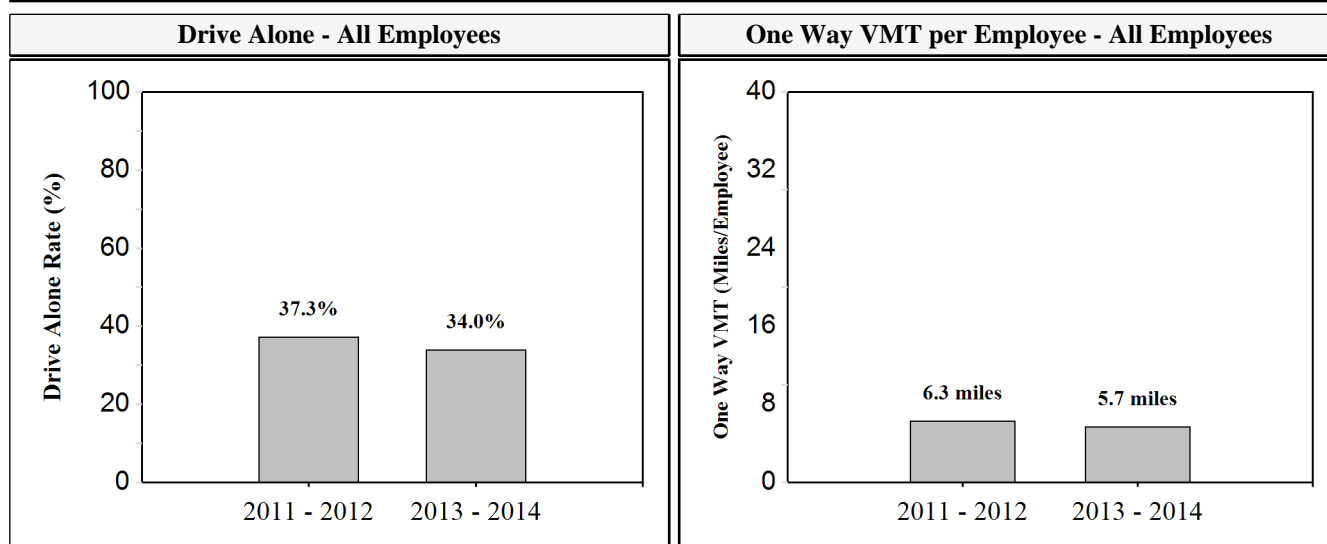 Drive Alone - All Employees
Drive Alone Rate (%)
100
80
60
40
20
0
37.3%
34.0%
2011 - 2012
2013 - 2014
One Way VMT per Employee - All Employees
One Way VMT (Miles/Employee)
40
32
24
16
8
0
6.3 miles
5.7 miles
2011 - 2012
2013 - 2014